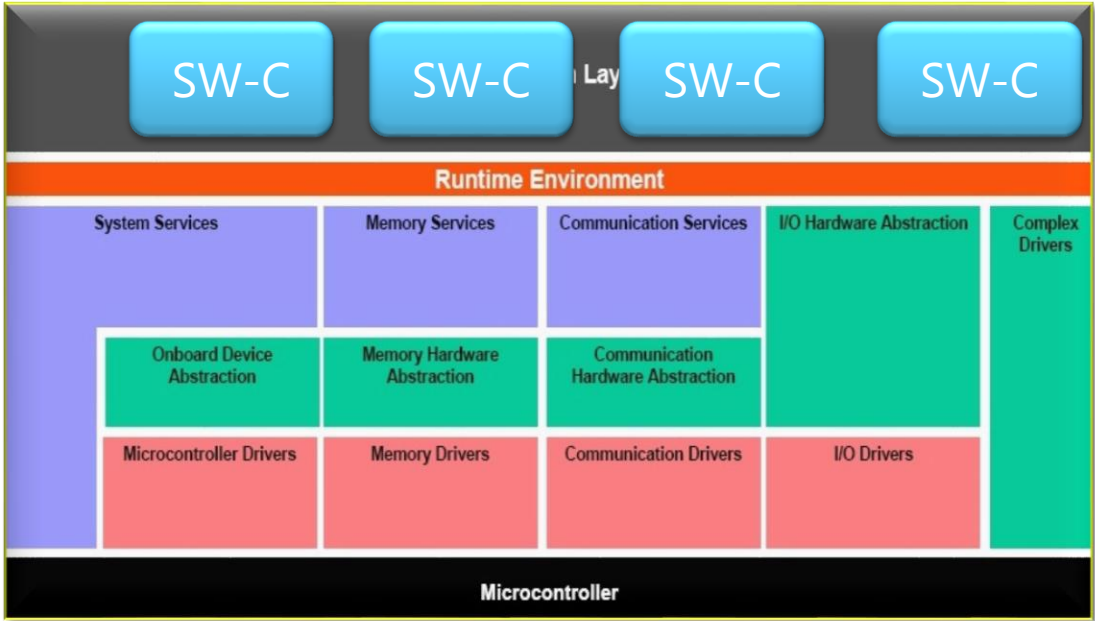 SW-C SW-C Lay SW-C SW-C
Runtime Environment
System Services
Memory Services
Communication Services
I/O Hardware Abstraction
Complex
Drivers
Onboard Device
Abstraction
Memory Hardware
Abstraction
Communication
Hardware Abstraction
Microcontroller Drivers
Memory Drivers
Communication Drivers
I/O Drivers
Microcontroller